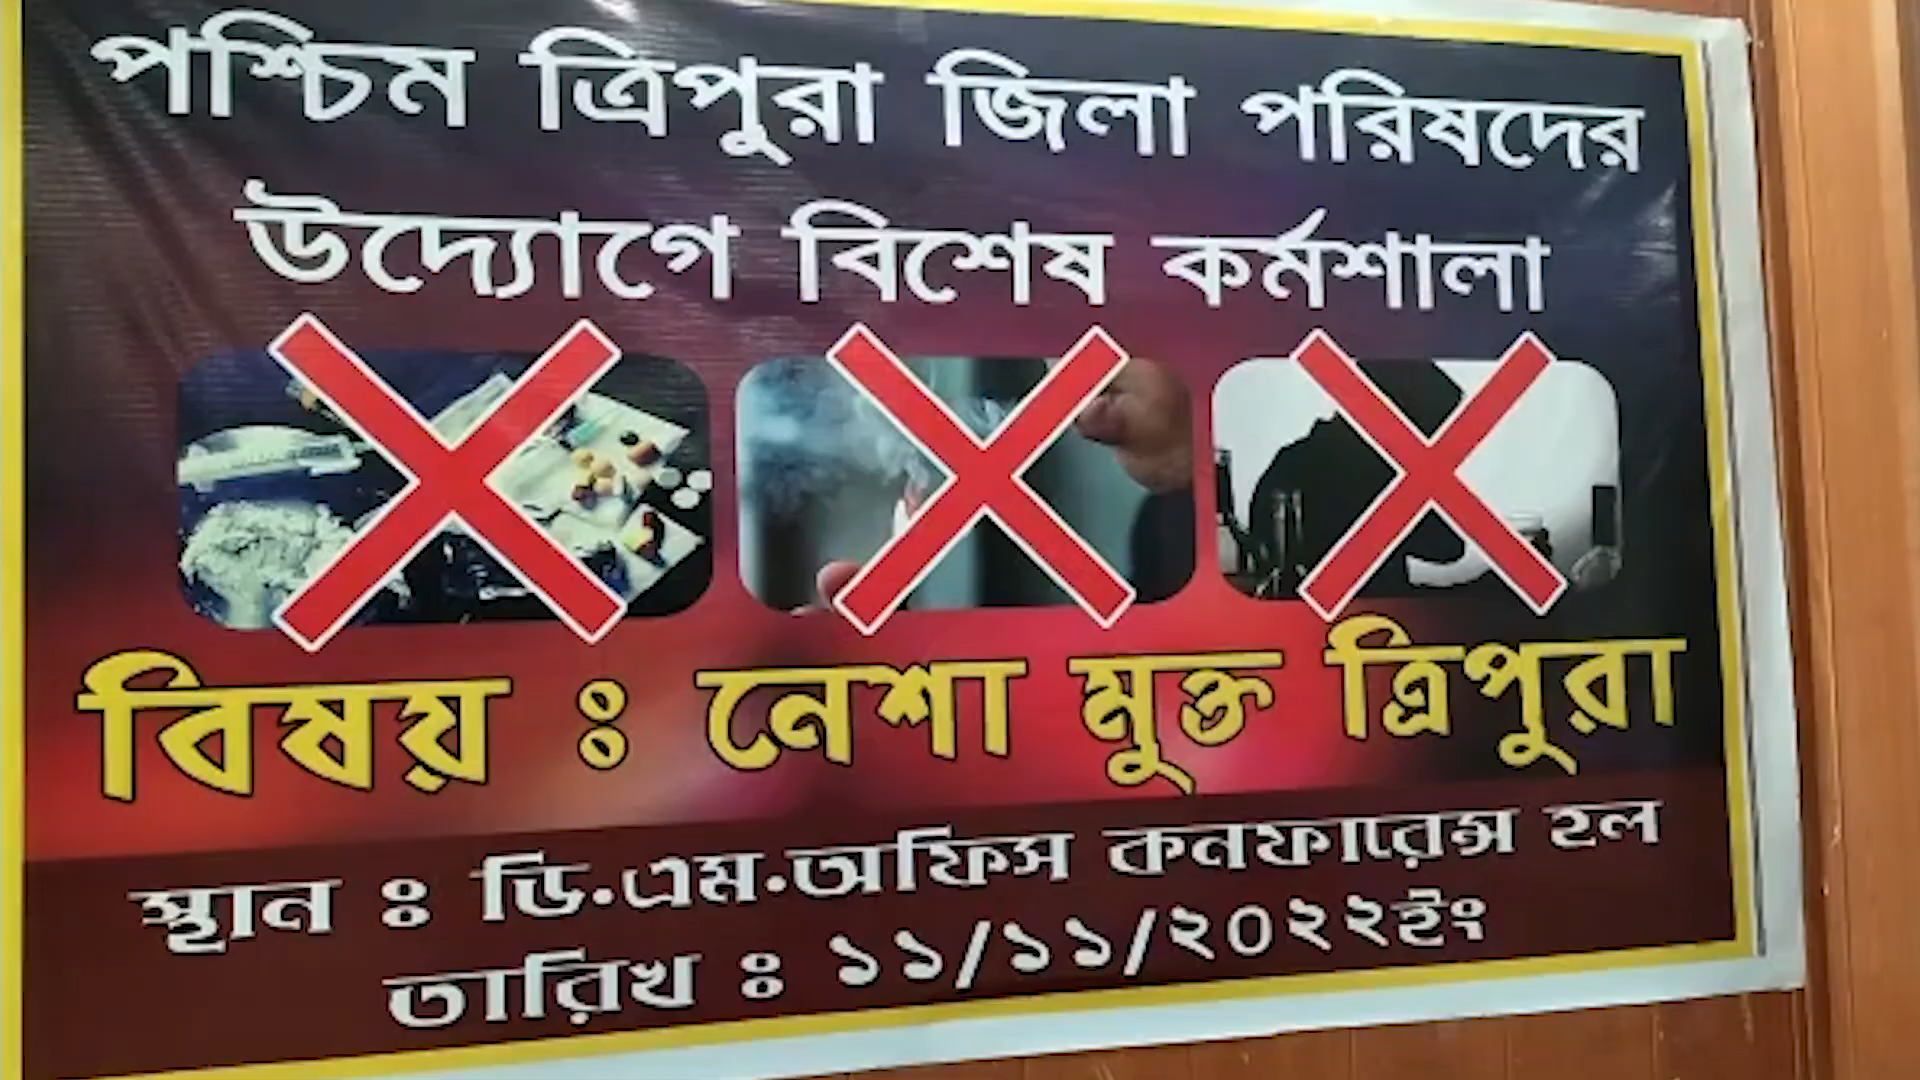 পশ্চিম ত্রিপুরা জিলা পরিষদের
উদ্যোগে বিশেষ কর্মশালা
বিষয় : নেশা মুক্ত ত্রিপুরা
স্থান : ডি.এম.অফিস কনফারেন্স হল
তারিখ : ১১/১১/২০২২ইং